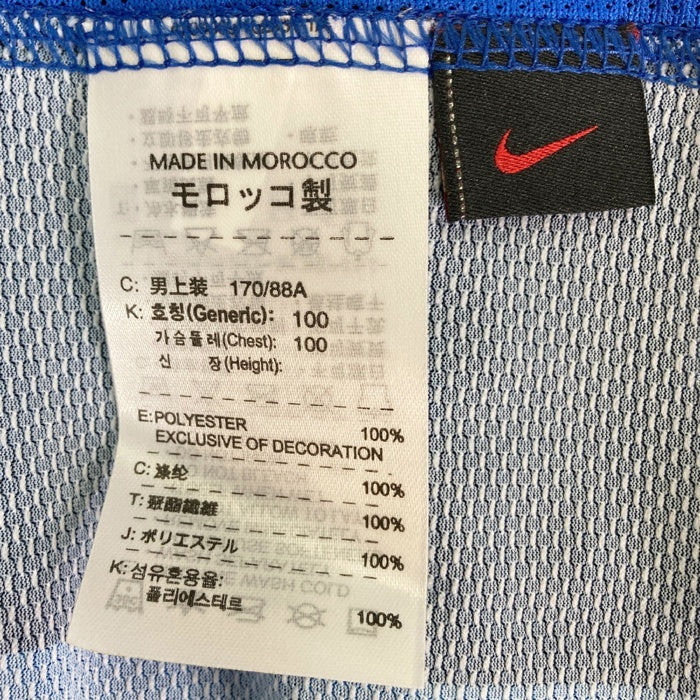 MADE IN MOROCCO
モロッコ製
C: 男上装 170/88A
K: 호칭(Generic): 100
가슴둘레(Chest): 100
신 장(Height):
E: POLYESTER 100%
EXCLUSIVE OF DECORATION
C: 涤纶 100%
T: 聚酯纖維 100%
J: ポリエステル 100%
K: 섬유혼용율:
폴리에스테르 100%